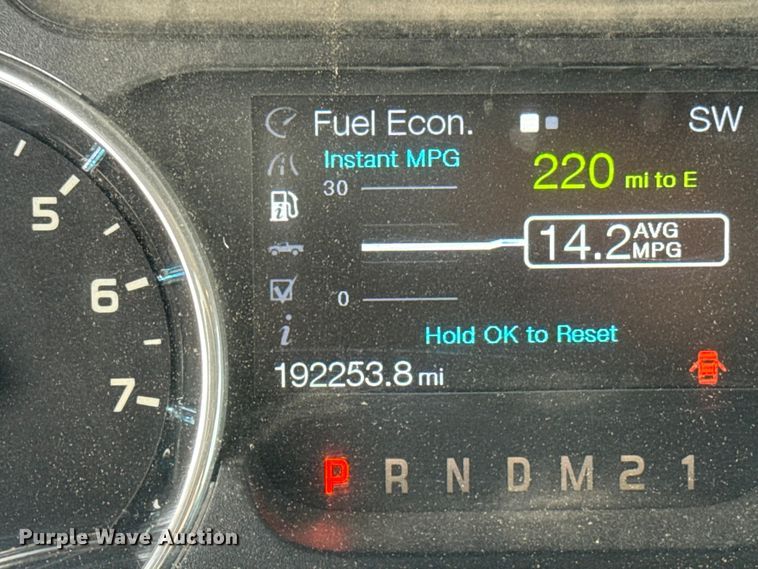 Fuel Econ.
SW
Instant MPG
220 mi to E
30
5
14.2 AVG MPG
6
0
Hold OK to Reset
192253.8 mi
7
P R N D M 2 1
Purple Wave Auction